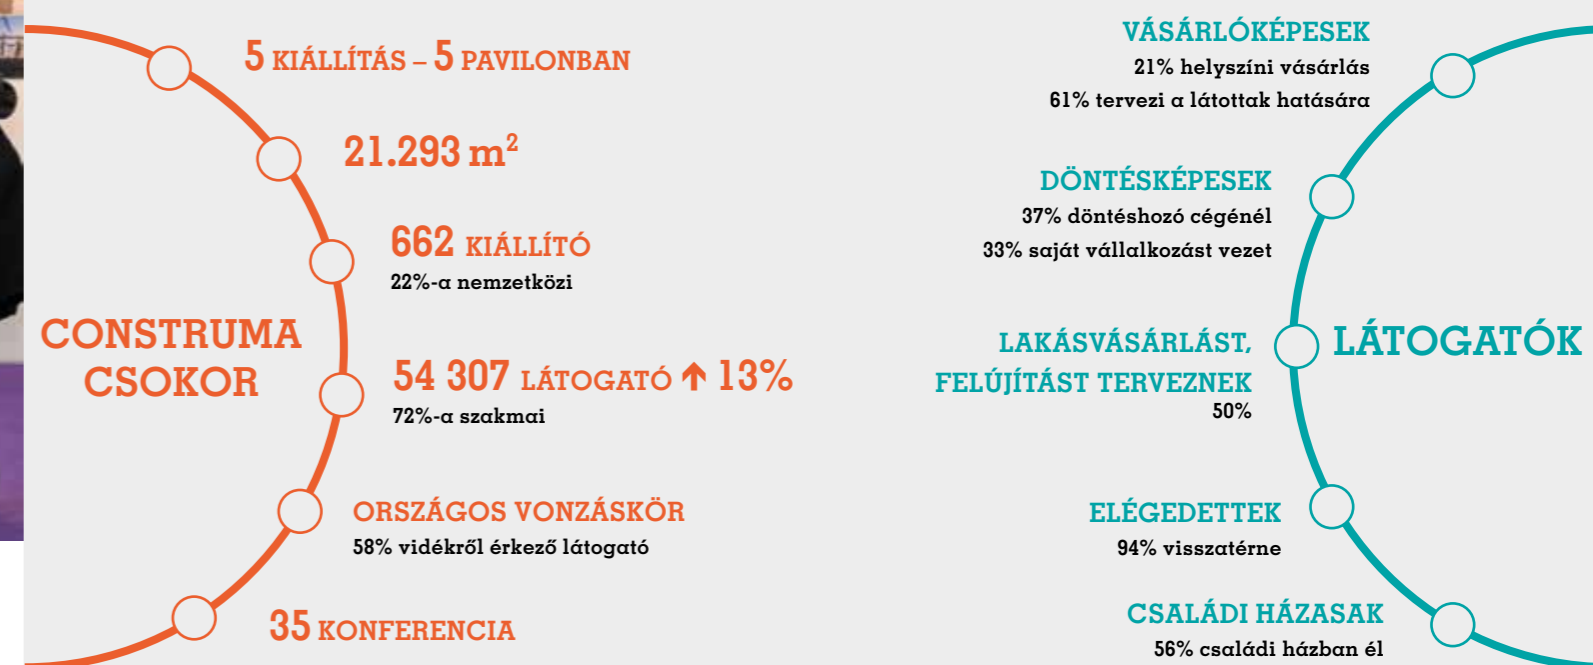 CONSTRUMA
CSOKOR
5 KIÁLLÍTÁS – 5 PAVILONBAN
21.293 m²
662 KIÁLLÍTÓ
22%-a nemzetközi
54 307 LÁTOGATÓ ↑ 13%
72%-a szakmai
ORSZÁGOS VONZÁSKÖR
58% vidékről érkező látogató
35 KONFERENCIA
LÁTOGATÓK
VÁSÁRLÓKÉPESEK
21% helyszíni vásárlás
61% tervezi a látottak hatására
DÖNTÉSKÉPESEK
37% döntéshozó cégénél
33% saját vállalkozást vezet
LAKÁSVÁSÁRLÁST,
FELÚJÍTÁST TERVEZNEK
50%
ELÉGEDETTEK
94% visszatérne
CSALÁDI HÁZASAK
56% családi házban él